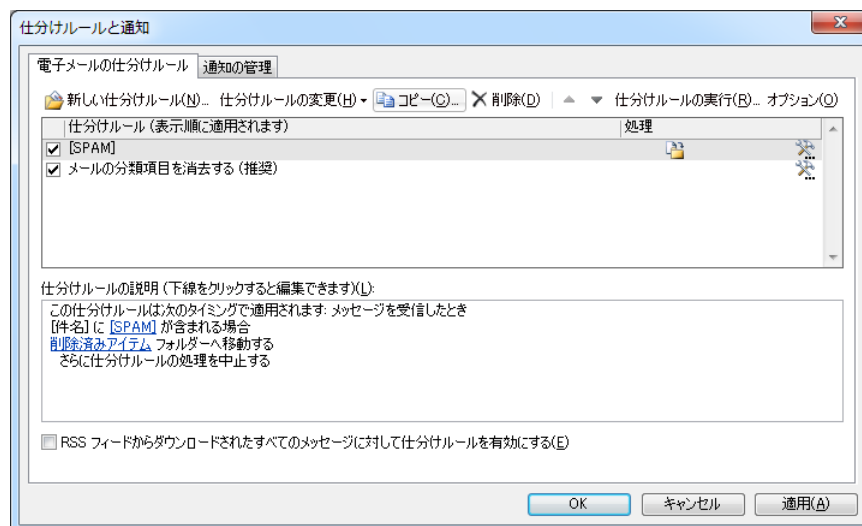 仕分けルールと通知
電子メールの仕分けルール 通知の管理
新しい仕分けルール(N)... 仕分けルールの変更(H) コピー(C)... 削除(D) 仕分けルールの実行(R)... オプション(O)
仕分けルール (表示順に適用されます) 処理
[SPAM]
メールの分類項目を消去する (推奨)
仕分けルールの説明 (下線をクリックすると編集できます)(L):
この仕分けルールは次のタイミングで適用されます: メッセージを受信したとき
[件名] に [SPAM] が含まれる場合
削除済みアイテム フォルダーへ移動する
さらに仕分けルールの処理を中止する
RSS フィードからダウンロードされたすべてのメッセージに対して仕分けルールを有効にする(E)
OK キャンセル 適用(A)